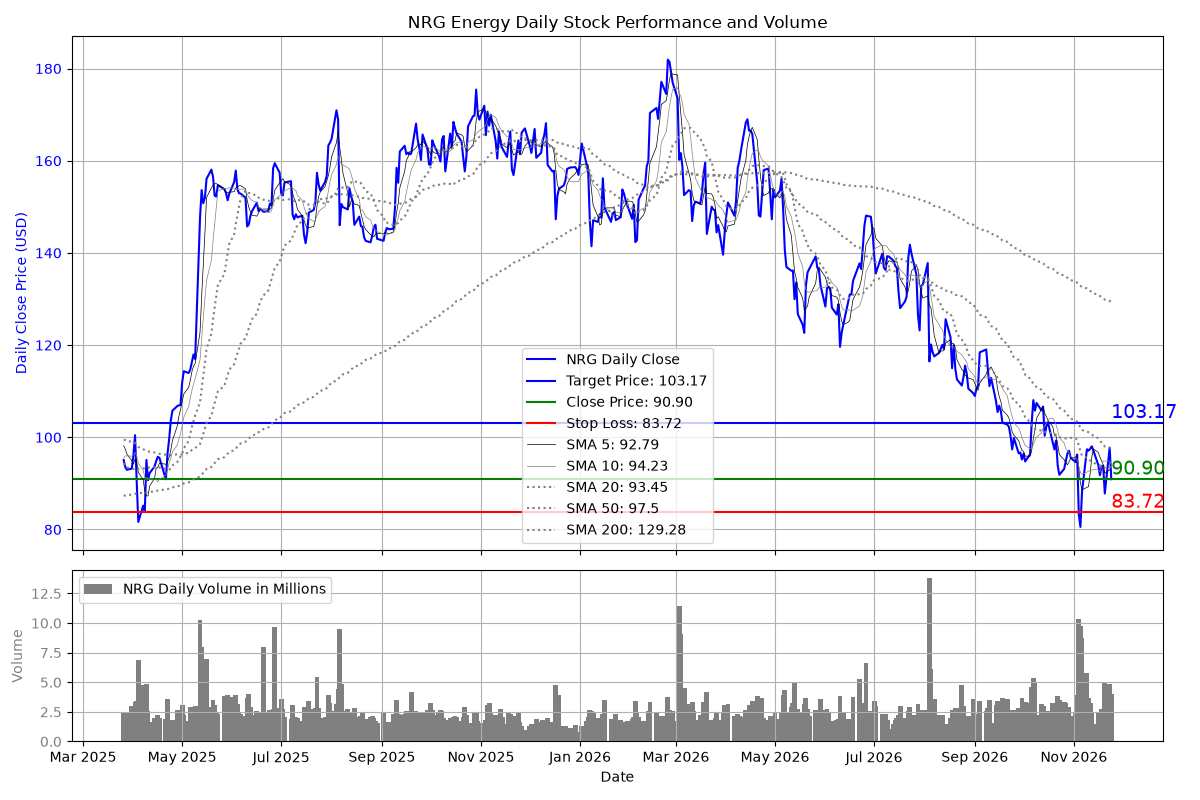 NRG Energy Daily Stock Performance and Volume
Daily Close Price (USD)
180
160
140
120
100
80
NRG Daily Close
Target Price: 103.17
Close Price: 90.90
Stop Loss: 83.72
SMA 5: 92.79
SMA 10: 94.23
SMA 20: 93.45
SMA 50: 97.5
SMA 200: 129.28
103.17
90.90
83.72
NRG Daily Volume in Millions
Volume
12.5
10.0
7.5
5.0
2.5
0.0
Mar 2025 May 2025 Jul 2025 Sep 2025 Nov 2025 Jan 2026 Mar 2026 May 2026 Jul 2026 Sep 2026 Nov 2026
Date